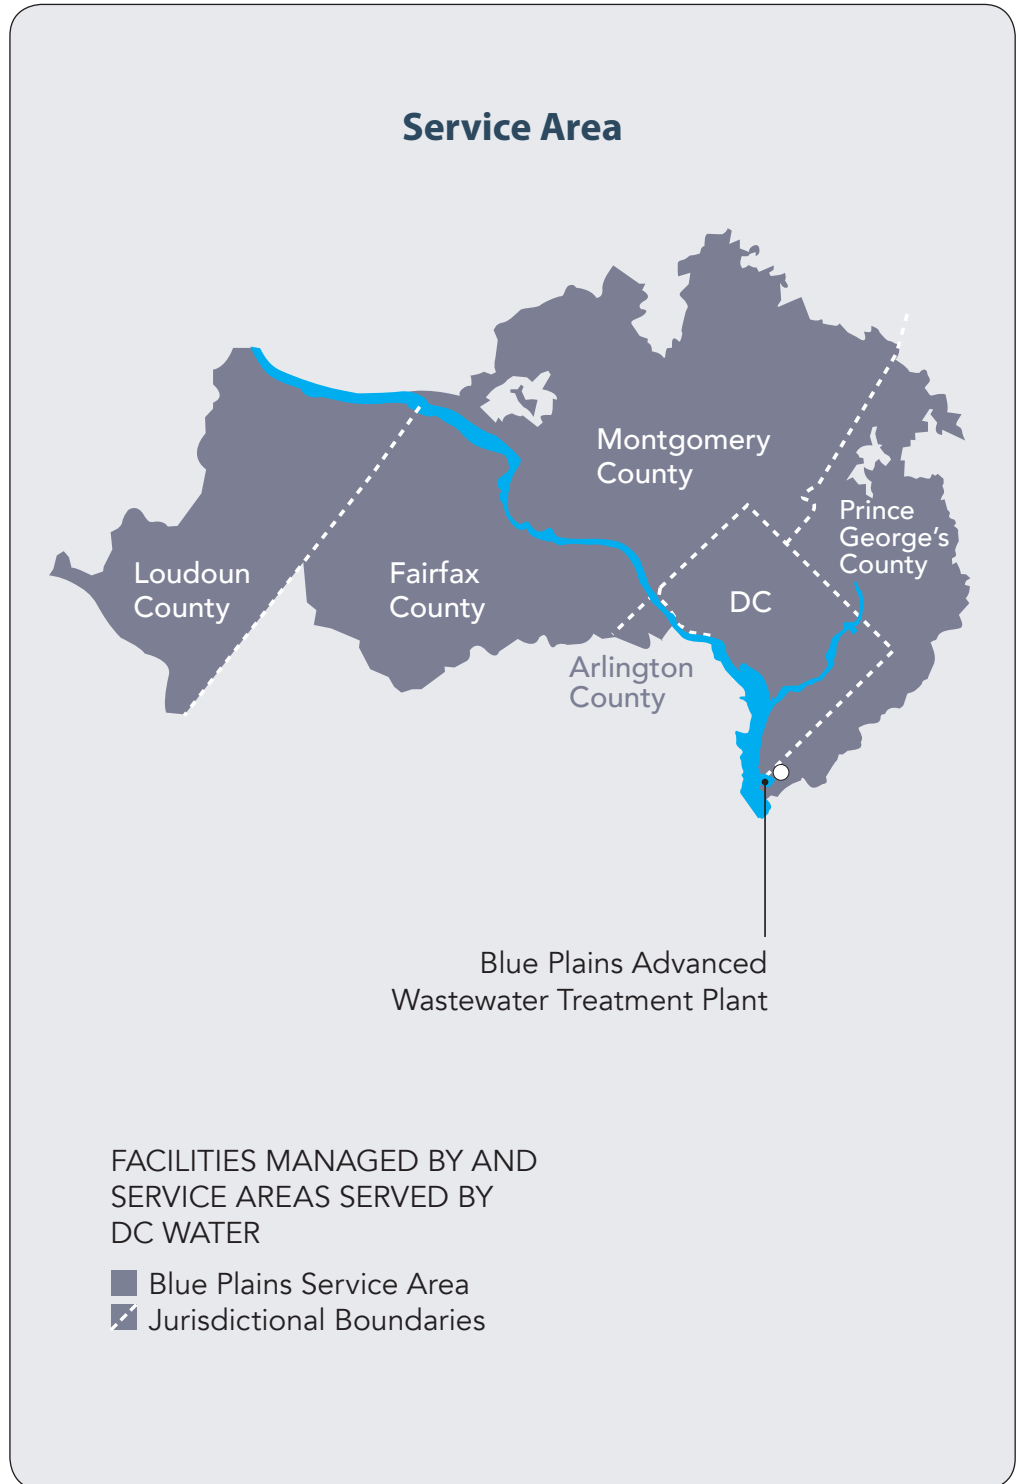 Service Area
Montgomery
County
Prince
George’s
County
Loudoun
County
Fairfax
County
DC
Arlington
County
Blue Plains Advanced
Wastewater Treatment Plant
FACILITIES MANAGED BY AND
SERVICE AREAS SERVED BY
DC WATER
Blue Plains Service Area
Jurisdictional Boundaries